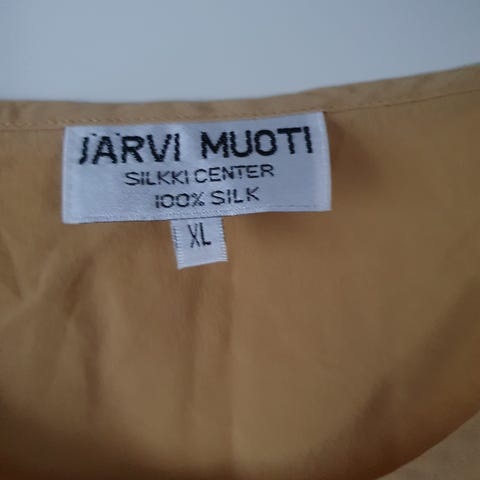 JÄRVI MUOTI
SILKKI CENTER
100% SILK
XL